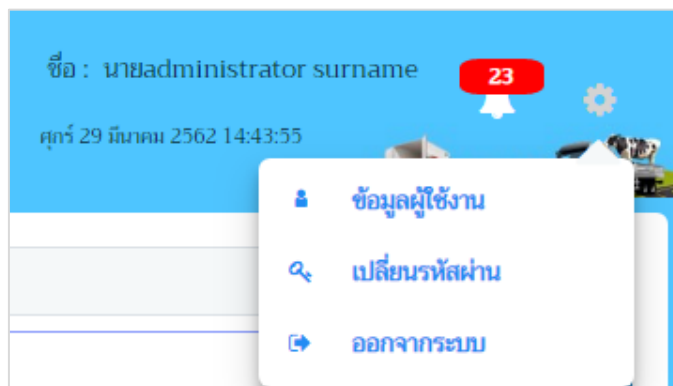 ชื่อ : นายadministrator surname
23
ศุกร์ 29 มีนาคม 2562 14:43:55
ข้อมูลผู้ใช้งาน
เปลี่ยนรหัสผ่าน
ออกจากระบบ